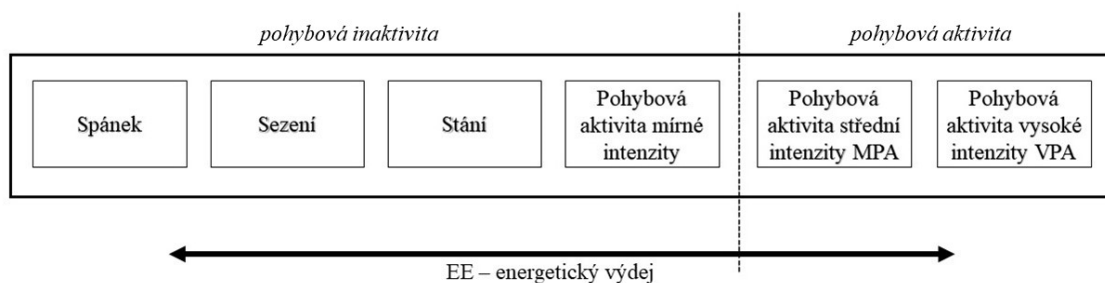 pohybová inaktivita
pohybová aktivita
Spánek
Sezení
Stání
Pohybová
aktivita mírné
intenzity
Pohybová
aktivita střední
intenzity MPA
Pohybová
aktivita vysoké
intenzity VPA
EE – energetický výdej